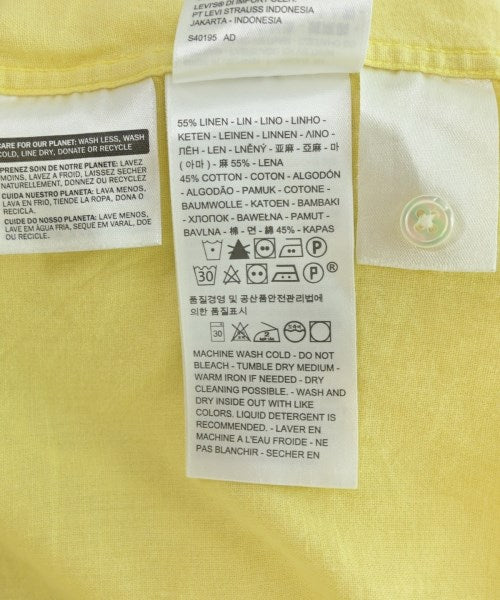 LEVI'S® DI IMPORT OLEH
PT LEVI STRAUSS INDONESIA
JAKARTA - INDONESIA
S40195 AD
CARE FOR OUR PLANET: WASH LESS, WASH
COLD, LINE DRY, DONATE OR RECYCLE
PRENEZ SOIN DE NOTRE PLANETE: LAVEZ
MOINS, LAVEZ A FROID, LAISSEZ SECHER
NATURELLEMENT, DONNEZ OU RECYCLEZ
CUIDA NUESTRO PLANETA: LAVA MENOS,
LAVA EN FRIO, TIENDE LA ROPA, DONA O
RECICLA.
CUIDE DO NOSSO PLANETA: LAVE MENOS,
LAVE EM ÁGUA FRIA, SEQUE EM VARAL, DOE
OU RECICLE.
55% LINEN - LIN - LINO - LINHO -
KETEN - LEINEN - LINNEN - ΛΙΝΟ -
ЛЁН - LEN - LNĚNÝ - 亚麻 - 亞麻 - 마
(아마) - 麻 55% - LENA
45% COTTON - COTON - ALGODÓN
- ALGODÃO - PAMUK - COTONE -
BAUMWOLLE - KATOEN - BAMBAKI
- ХЛОПОК - BAWEŁNA - PAMUT -
BAVLNA - 棉 - 면 - 綿 45% - KAPAS
P
30 P®
품질경영 및 공산품안전관리법에
의한 품질표시
30
MACHINE WASH COLD - DO NOT
BLEACH - TUMBLE DRY MEDIUM -
WARM IRON IF NEEDED - DRY
CLEANING POSSIBLE. - WASH AND
DRY INSIDE OUT WITH LIKE
COLORS. LIQUID DETERGENT IS
RECOMMENDED. - LAVER EN
MACHINE A L'EAU FROIDE - NE
PAS BLANCHIR - SECHER EN